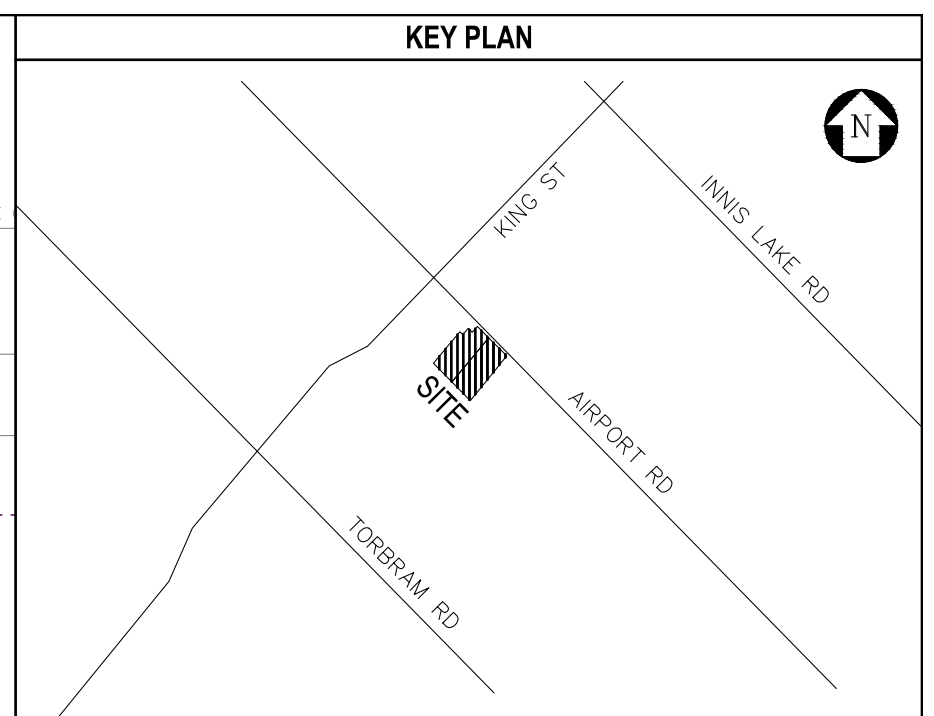 KEY PLAN
N
KING ST
INNIS LAKE RD
SITE
AIRPORT RD
TORBRAM RD